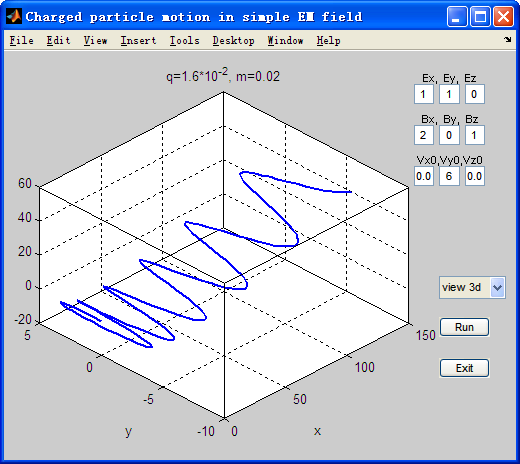 Charged particle motion in simple EM field
File Edit View Insert Tools Desktop Window Help
q=1.6*10-2, m=0.02
Ex, Ey, Ez
1 1 0
Bx, By, Bz
2 0 1
Vx0,Vy0,Vz0
0.0 6 0.0
60
40
20
0
-20
view 3d
Run
Exit
5
0
-5
-10
0
50
100
150
y
x